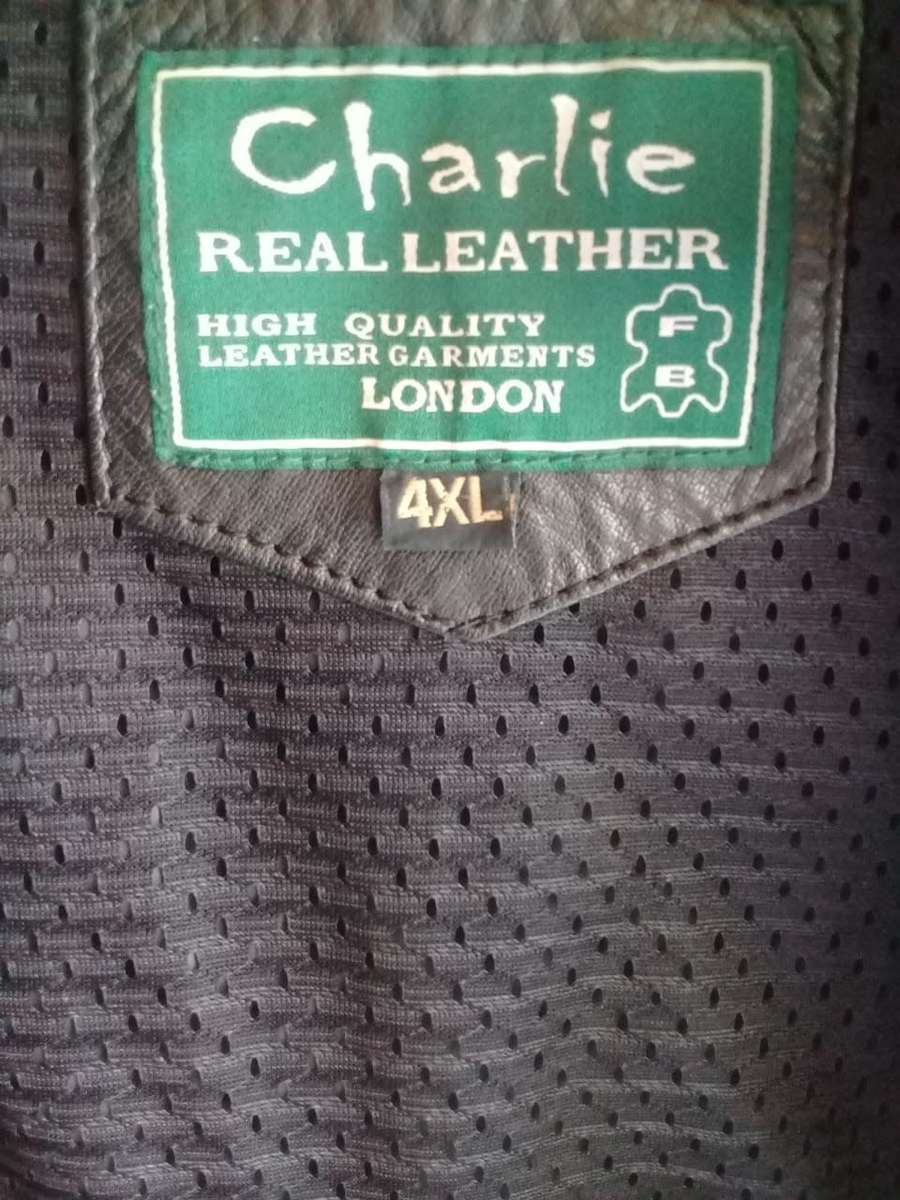 Charlie
REAL LEATHER
HIGH QUALITY
LEATHER GARMENTS
LONDON
F
B
4XL